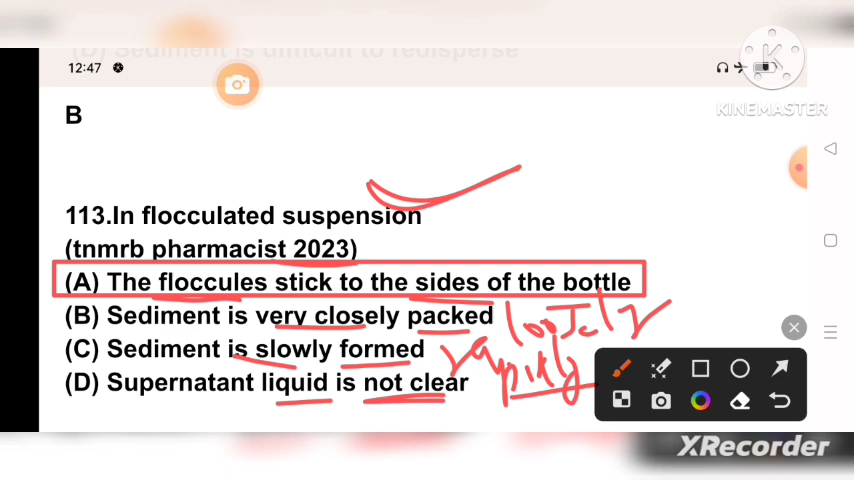 (D) Sediment is difficult to redisperse
12:47
KINEMASTER
B
113.In flocculated suspension
(tnmrb pharmacist 2023)
(A) The floccules stick to the sides of the bottle
(B) Sediment is very closely packed
loosely
(C) Sediment is slowly formed
rapidly
(D) Supernatant liquid is not clear
XRecorder